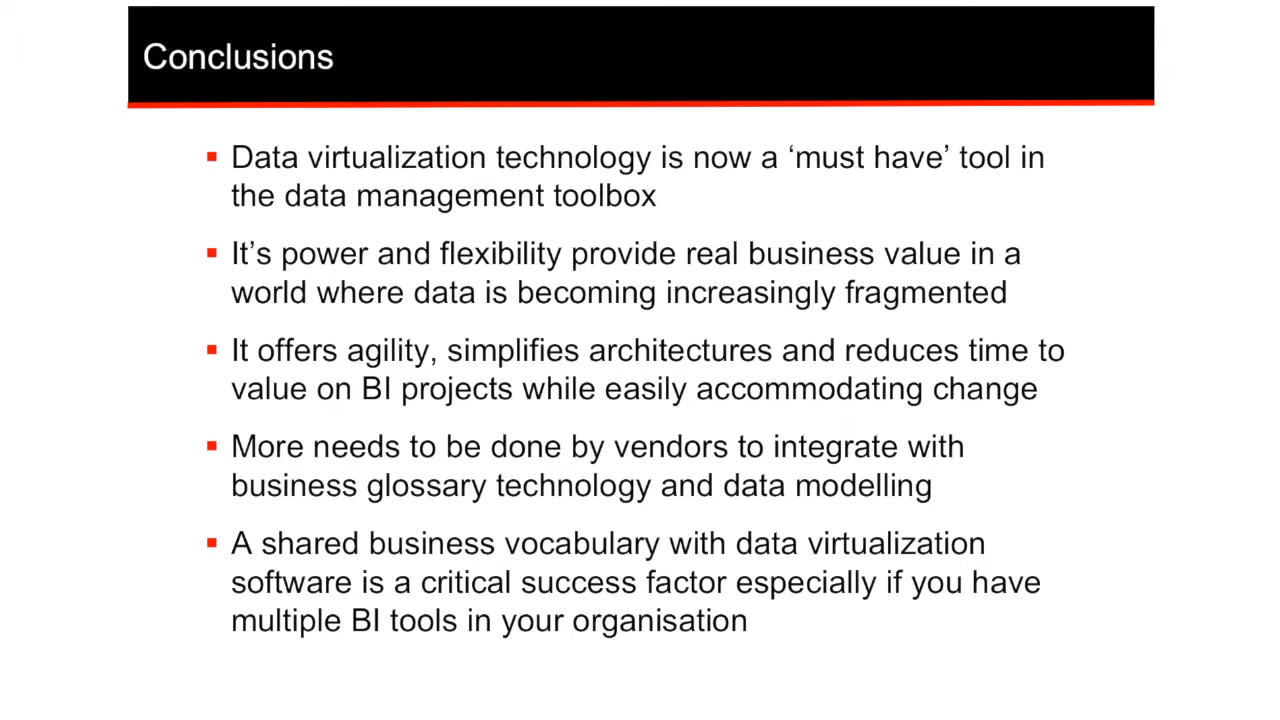 Conclusions
▪ Data virtualization technology is now a ‘must have’ tool in
the data management toolbox
▪ It’s power and flexibility provide real business value in a
world where data is becoming increasingly fragmented
▪ It offers agility, simplifies architectures and reduces time to
value on BI projects while easily accommodating change
▪ More needs to be done by vendors to integrate with
business glossary technology and data modelling
▪ A shared business vocabulary with data virtualization
software is a critical success factor especially if you have
multiple BI tools in your organisation